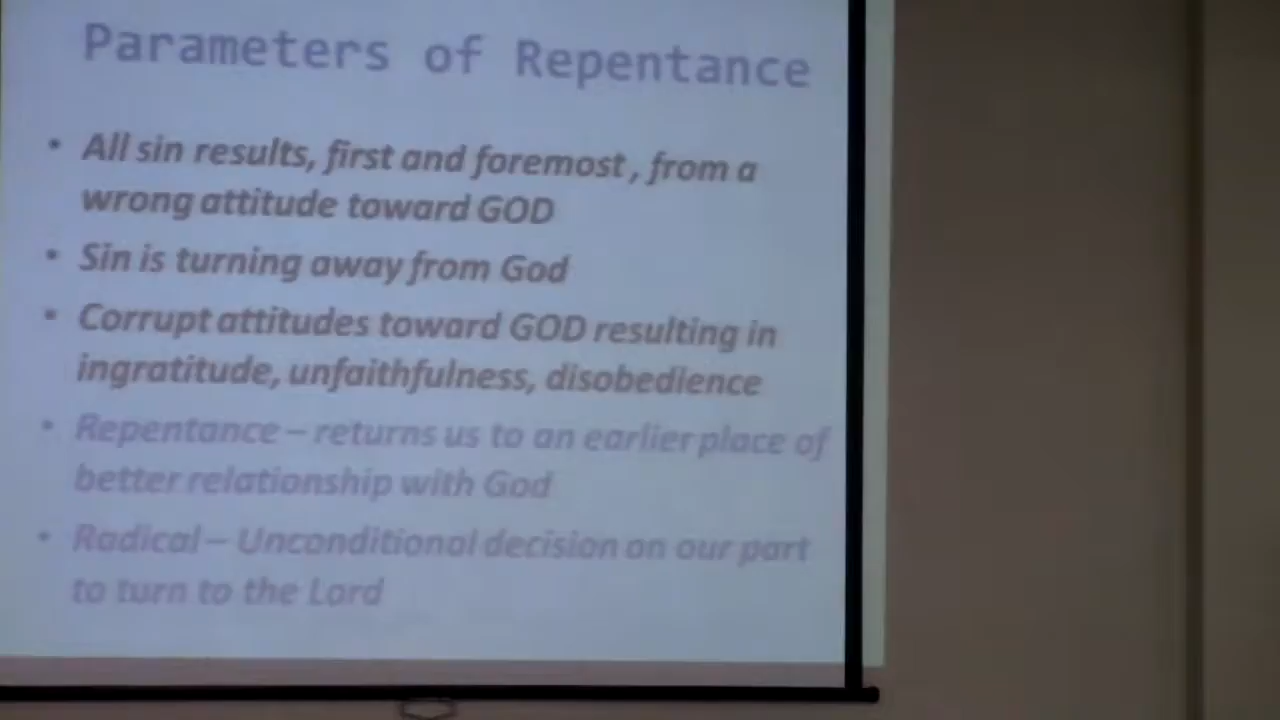 Parameters of Repentance
• All sin results, first and foremost, from a
wrong attitude toward GOD
• Sin is turning away from God
• Corrupt attitudes toward GOD resulting in
ingratitude, unfaithfulness, disobedience
• Repentance – returns us to an earlier place of
better relationship with God
• Radical – Unconditional decision on our part
to turn to the Lord